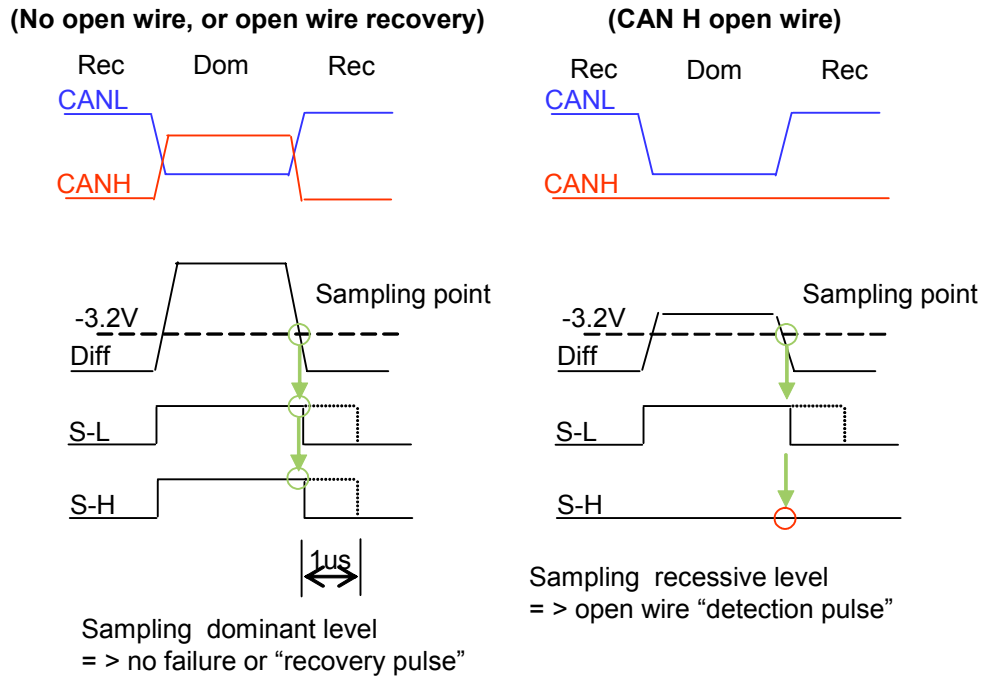 (No open wire, or open wire recovery)
Rec Dom Rec
CANL
CANH
Sampling point
-3.2V
Diff
S-L
S-H
1us
Sampling dominant level
= > no failure or “recovery pulse”
(CAN H open wire)
Rec Dom Rec
CANL
CANH
Sampling point
-3.2V
Diff
S-L
S-H
Sampling recessive level
= > open wire “detection pulse”